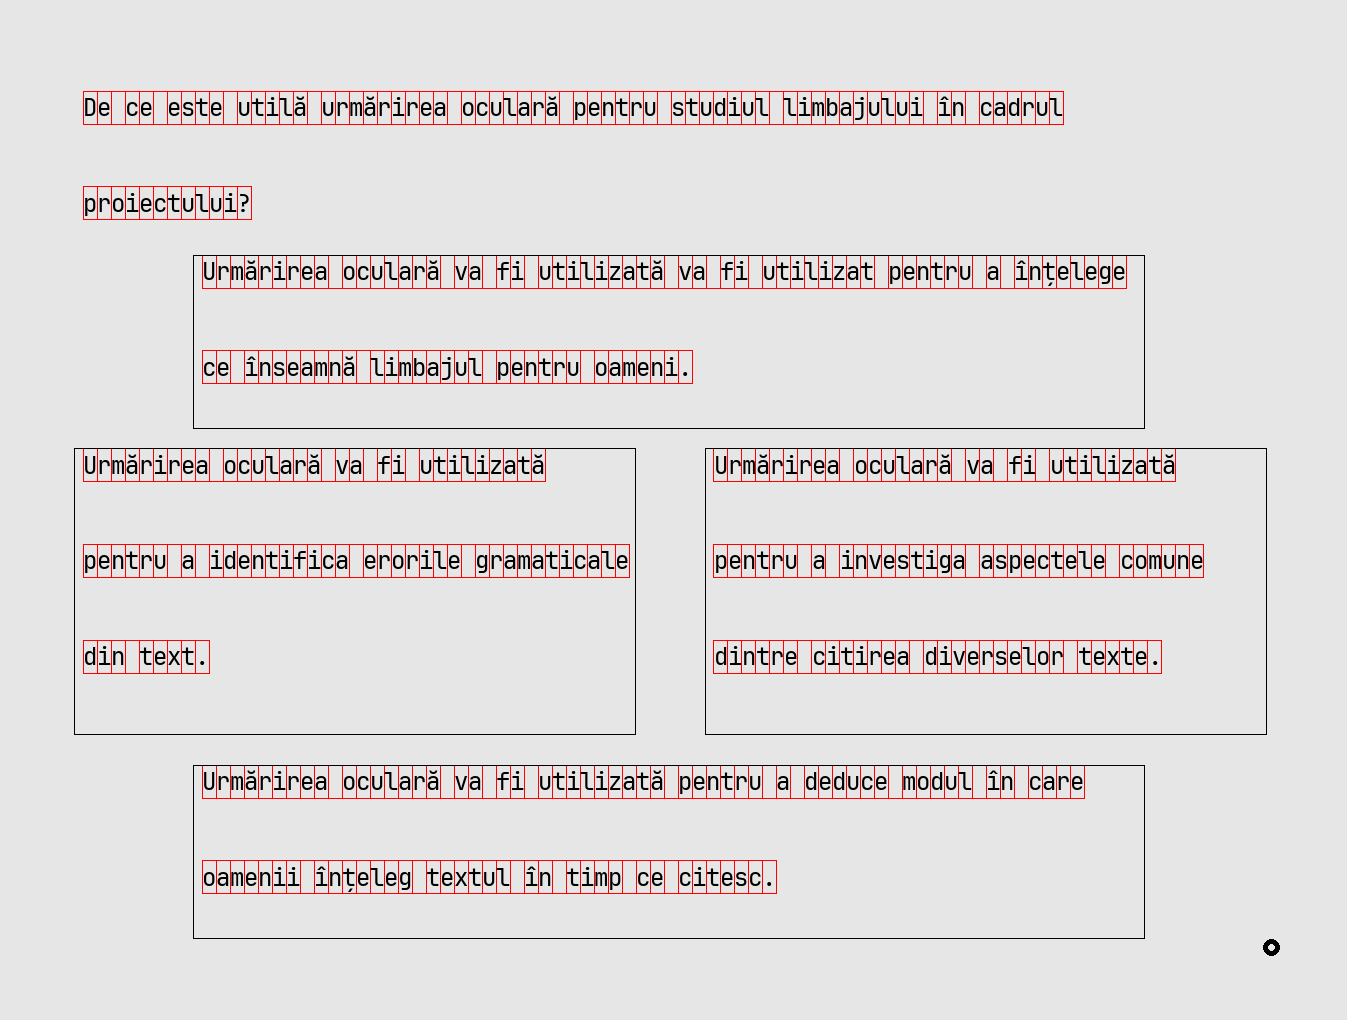 De ce este utilă urmărirea oculară pentru studiul limbajului în cadrul
proiectului?
Urmărirea oculară va fi utilizată va fi utilizat pentru a înțelege
ce înseamnă limbajul pentru oameni.
Urmărirea oculară va fi utilizată
pentru a identifica erorile gramaticale
din text.
Urmărirea oculară va fi utilizată
pentru a investiga aspectele comune
dintre citirea diverselor texte.
Urmărirea oculară va fi utilizată pentru a deduce modul în care
oamenii înțeleg textul în timp ce citesc.